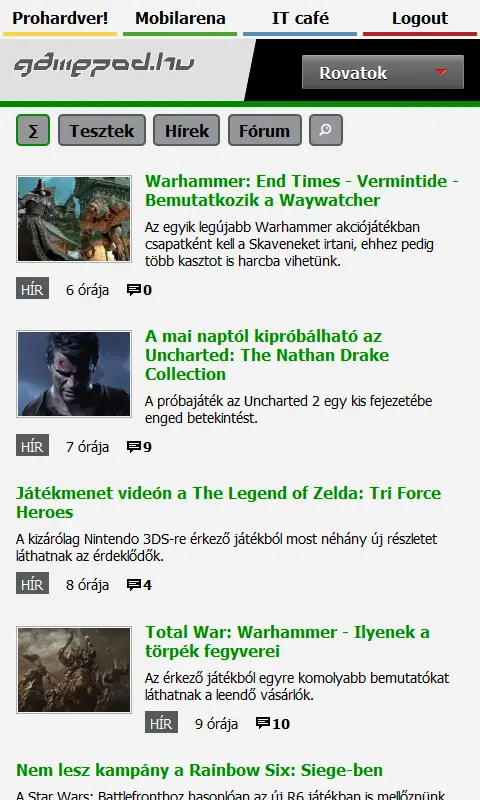 Prohardver! Mobilarena IT café Logout
gamepod.hu Rovatok
Σ Tesztek Hírek Fórum
Warhammer: End Times - Vermintide -
Bemutatkozik a Waywatcher
Az egyik legújabb Warhammer akciójátékban
csapatként kell a Skaveneket irtani, ehhez pedig
több kasztot is harcba vihetünk.
HÍR 6 órája 0
A mai naptól kipróbálható az
Uncharted: The Nathan Drake
Collection
A próbajáték az Uncharted 2 egy kis fejezetébe
enged betekintést.
HÍR 7 órája 9
Játékmenet videón a The Legend of Zelda: Tri Force
Heroes
A kizárólag Nintendo 3DS-re érkező játékból most néhány új részletet
láthatnak az érdeklődők.
HÍR 8 órája 4
Total War: Warhammer - Ilyenek a
törpék fegyverei
Az érkező játékból egyre komolyabb bemutatókat
láthatnak a leendő vásárlók.
HÍR 9 órája 10
Nem lesz kampány a Rainbow Six: Siege-ben
A Star Wars: Battlefronthoz hasonlóan az új R6 játékban is mellőznünk